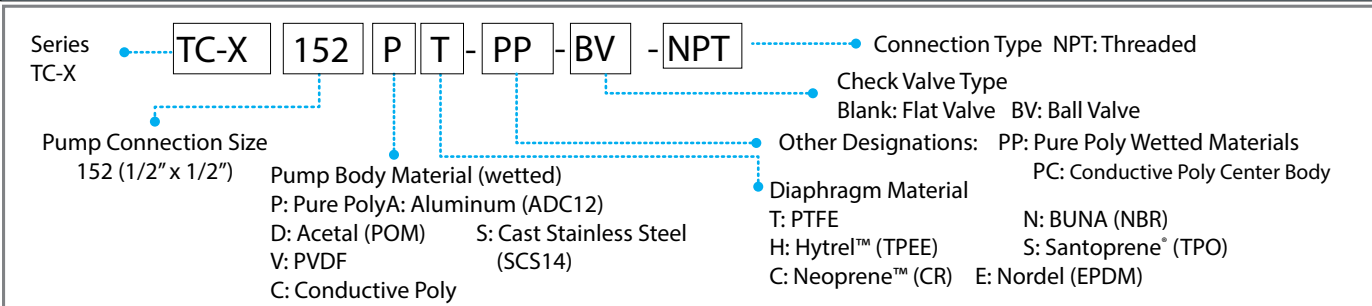 Series
TC-X
TC-X 152 P T - PP - BV - NPT
Connection Type NPT: Threaded
Check Valve Type
Blank: Flat Valve BV: Ball Valve
Pump Connection Size
152 (1/2” x 1/2”)
Other Designations: PP: Pure Poly Wetted Materials
PC: Conductive Poly Center Body
Pump Body Material (wetted)
P: Pure PolyA: Aluminum (ADC12)
D: Acetal (POM) S: Cast Stainless Steel
V: PVDF (SCS14)
C: Conductive Poly
Diaphragm Material
T: PTFE N: BUNA (NBR)
H: Hytrel™ (TPEE) S: Santoprene® (TPO)
C: Neoprene™ (CR) E: Nordel (EPDM)